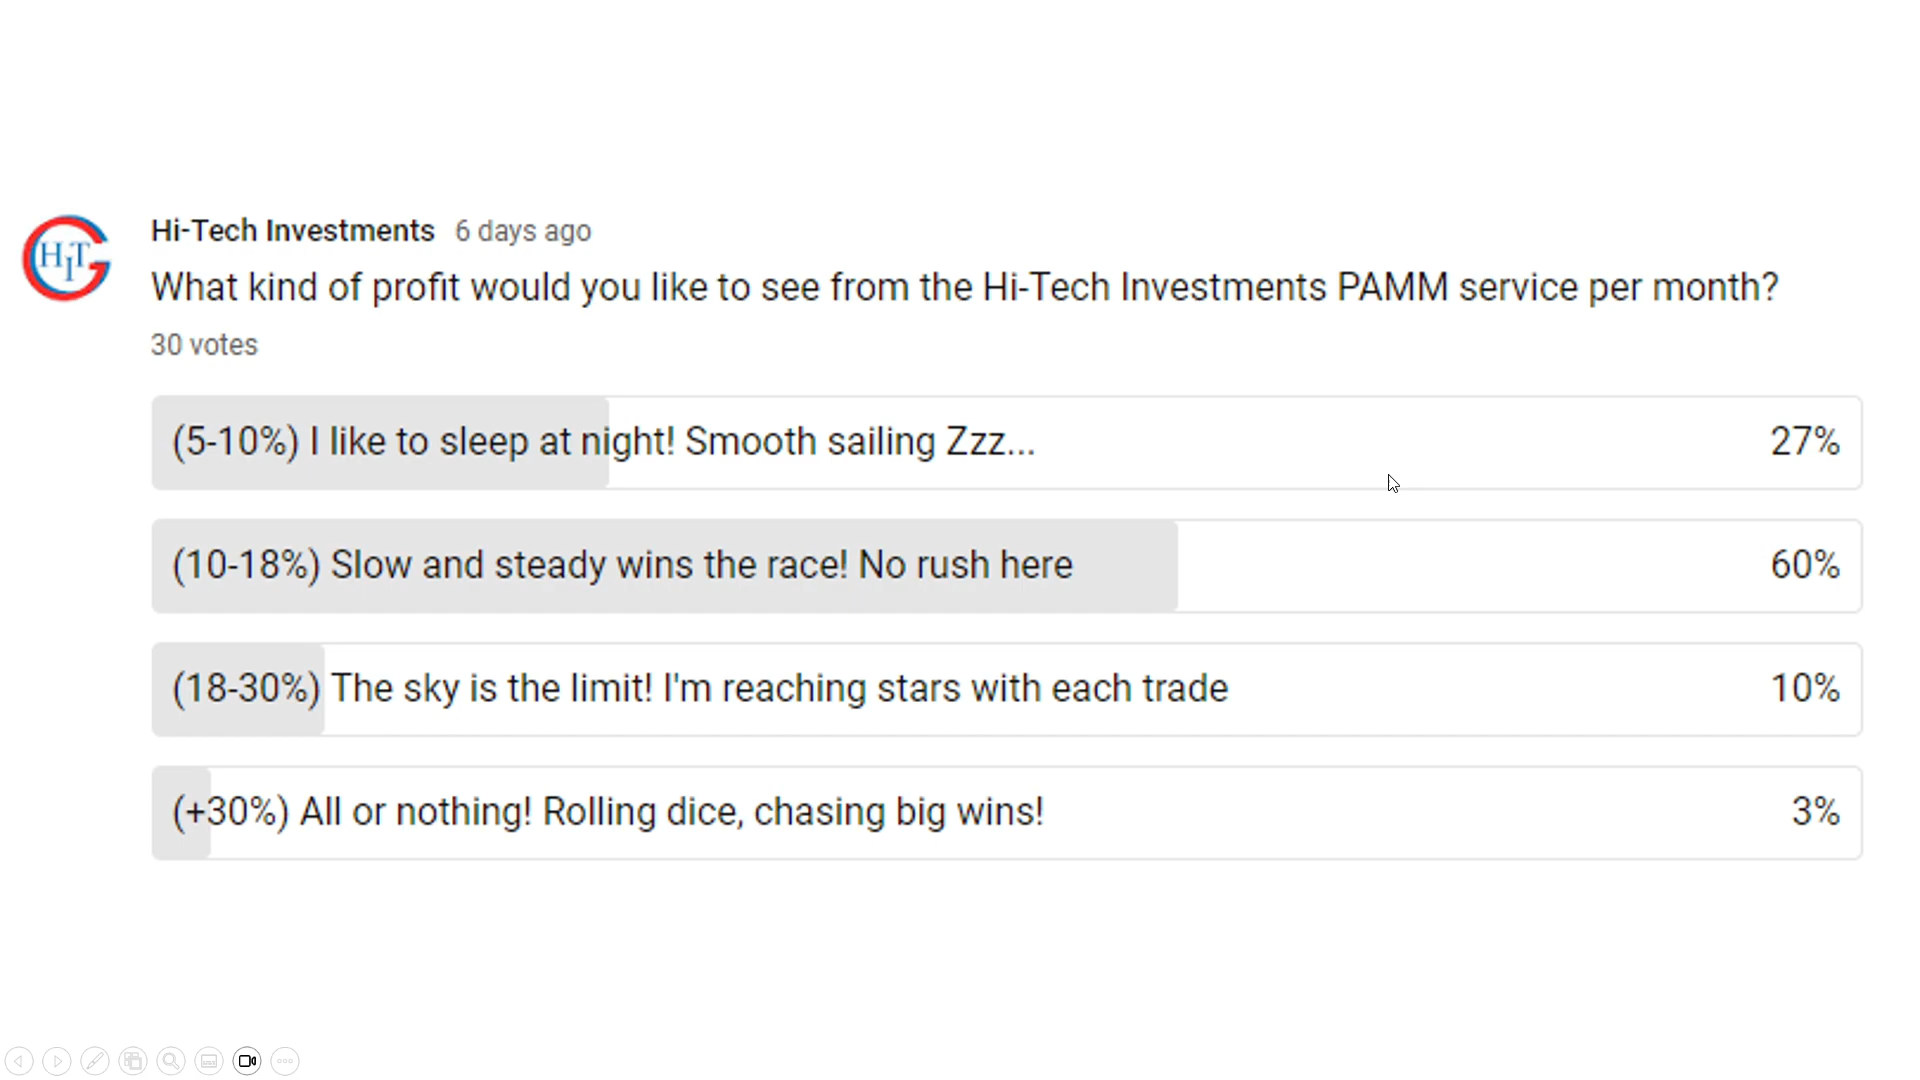 HIT
Hi-Tech Investments 6 days ago
What kind of profit would you like to see from the Hi-Tech Investments PAMM service per month?
30 votes
(5-10%) I like to sleep at night! Smooth sailing Zzz... 27%
(10-18%) Slow and steady wins the race! No rush here 60%
(18-30%) The sky is the limit! I'm reaching stars with each trade 10%
(+30%) All or nothing! Rolling dice, chasing big wins! 3%